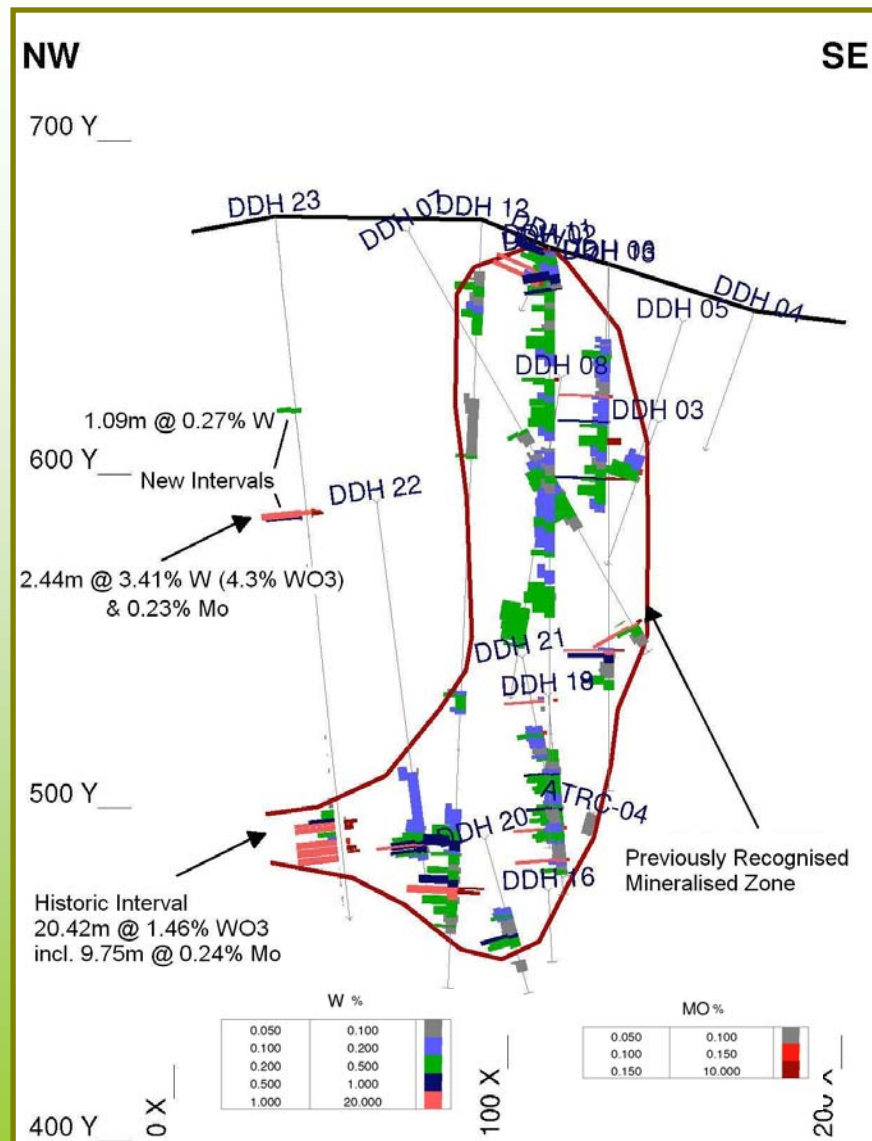 NW
SE
700 Y
DDH 23
DDH 07
DDH 12
DDH 04
DDH 05
DDH 08
DDH 03
1.09m @ 0.27% W
600 Y
New Intervals
DDH 22
2.44m @ 3.41% W (4.3% WO3)
& 0.23% Mo
DDH 21
DDH 18
500 Y
ATRC-04
DDH 20
DDH 16
Previously Recognised
Mineralised Zone
Historic Interval
20.42m @ 1.46% WO3
incl. 9.75m @ 0.24% Mo
W %
0.050 0.100
0.100 0.200
0.200 0.500
0.500 1.000
1.000 20.000
MO %
0.050 0.100
0.100 0.150
0.150 10.000
0 X
100 X
200 X
400 Y